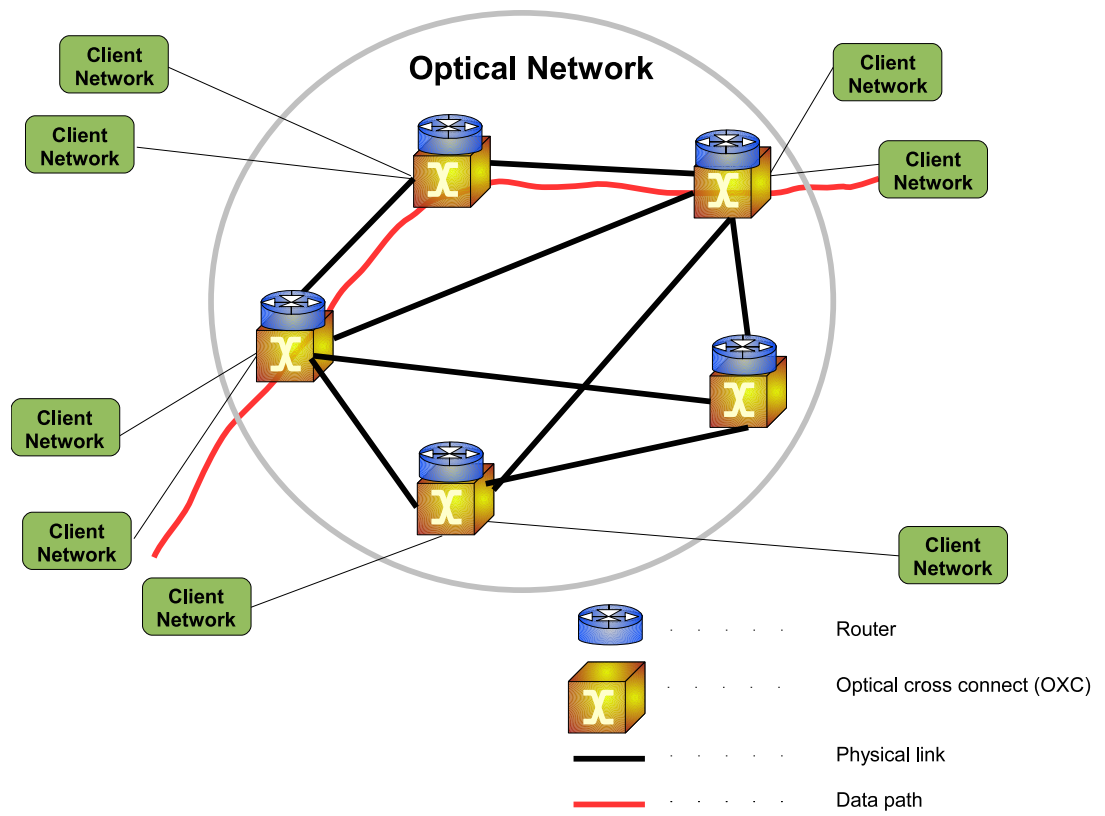 Optical Network
Client
Network
Client
Network
Client
Network
Client
Network
Client
Network
Client
Network
Client
Network
Client
Network
Router
Optical cross connect (OXC)
Physical link
Data path